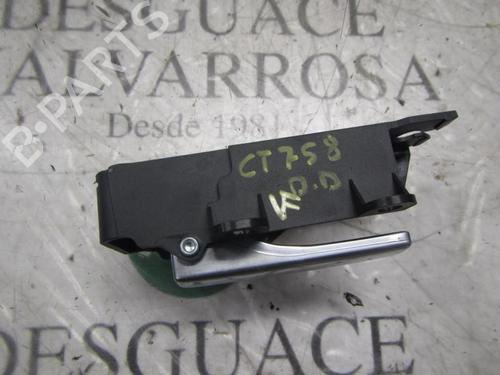 DESGUACE
ALVARROSA
Desde 1981
B-PARTS
CT758
D.D
DESGUACE